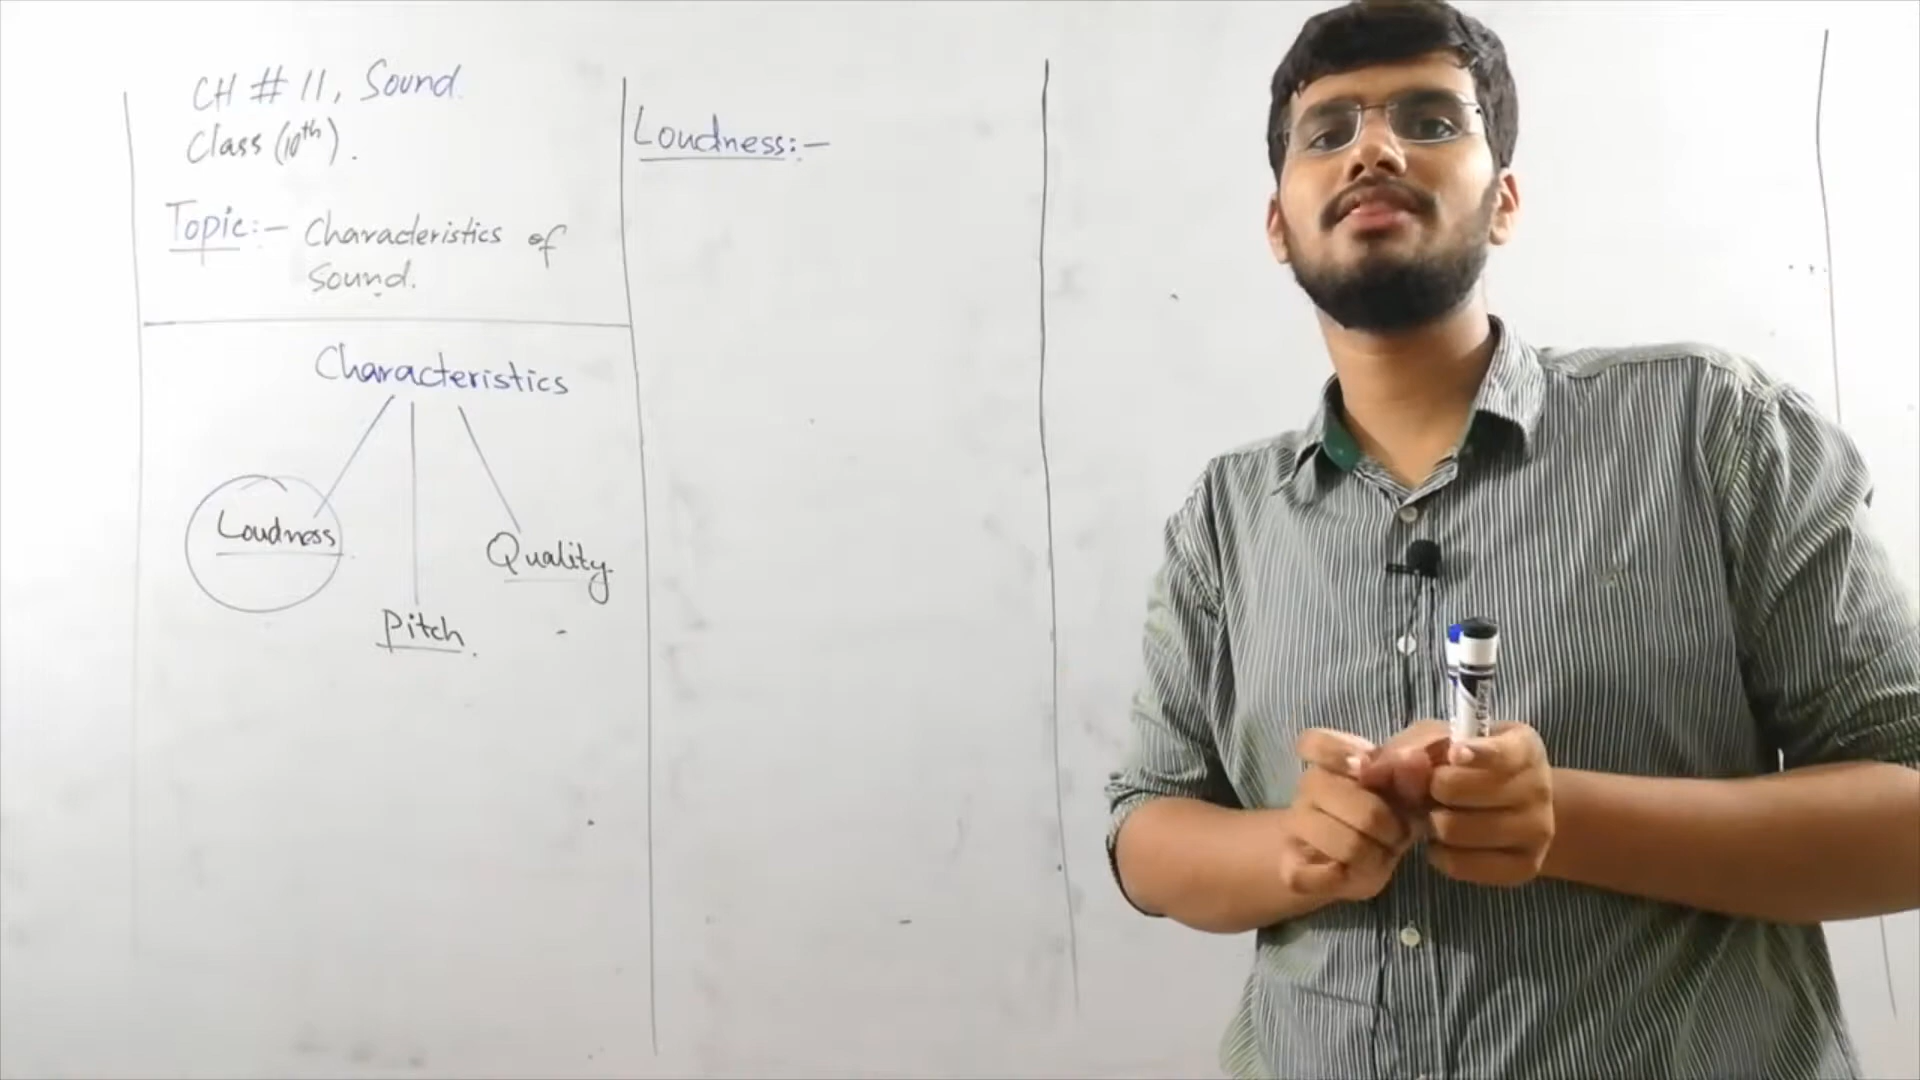 CH # 11, Sound.
Class (10th).
Topic:- Characteristics of
Sound.
Characteristics
Loudness
Pitch
Quality
Loudness:-